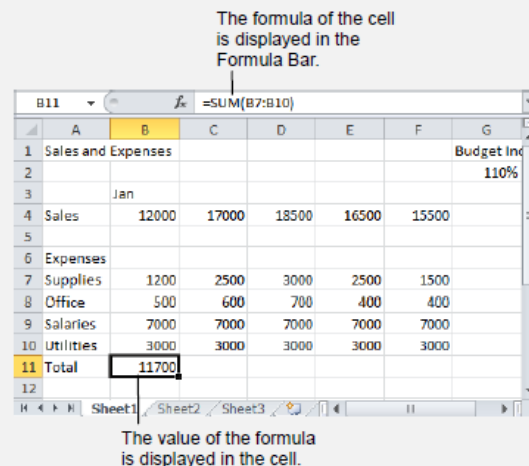 The formula of the cell
is displayed in the
Formula Bar.
B11 fx =SUM(B7:B10)
A B C D E F G
1 Sales and Expenses Budget Inc
2 110%
3 Jan
4 Sales 12000 17000 18500 16500 15500
5
6 Expenses
7 Supplies 1200 2500 3000 2500 1500
8 Office 500 600 700 400 400
9 Salaries 7000 7000 7000 7000 7000
10 Utilities 3000 3000 3000 3000 3000
11 Total 11700
12
Sheet1 Sheet2 Sheet3
The value of the formula
is displayed in the cell.